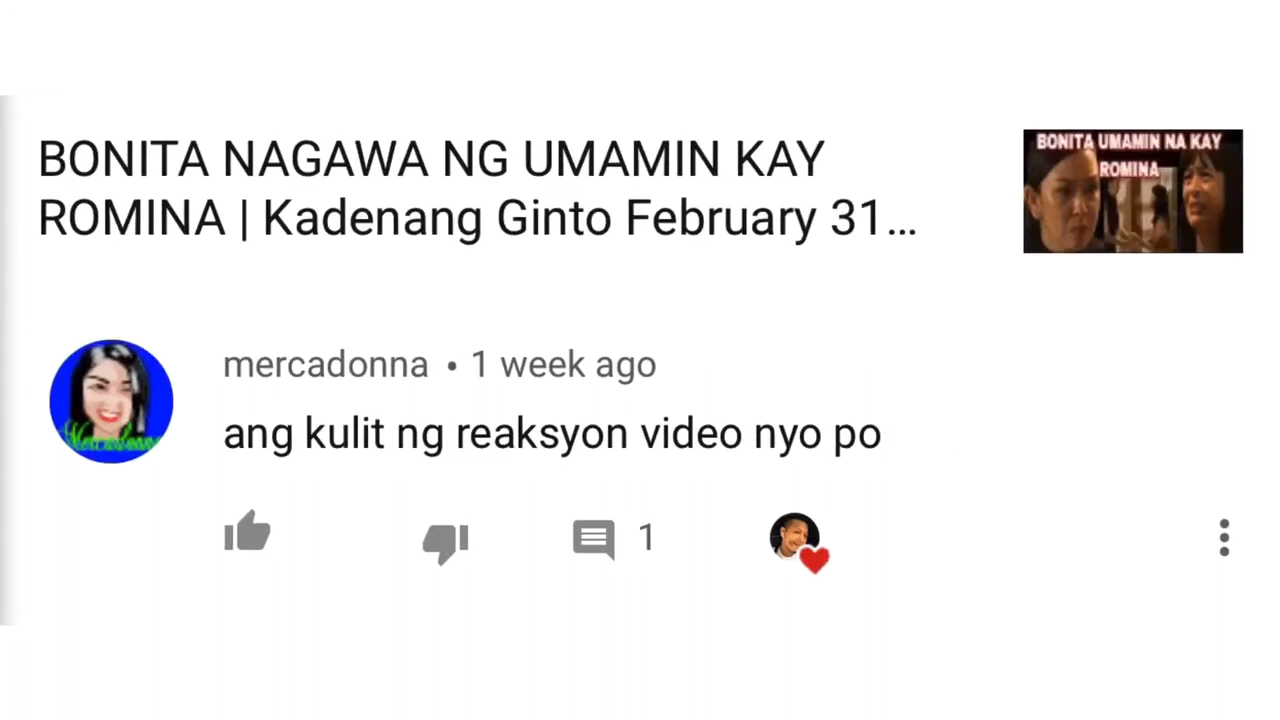 BONITA NAGAWA NG UMAMIN KAY
ROMINA | Kadenang Ginto February 31...
BONITA UMAMIN NA KAY
ROMINA
mercadonna • 1 week ago
ang kulit ng reaksyon video nyo po
Mercadonna
1